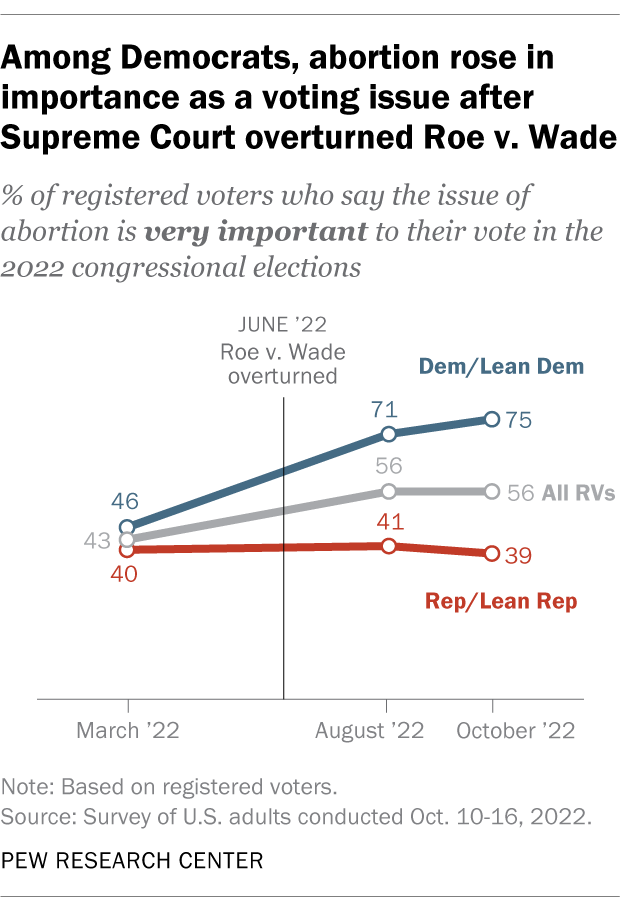 Among Democrats, abortion rose in
importance as a voting issue after
Supreme Court overturned Roe v. Wade
% of registered voters who say the issue of
abortion is very important to their vote in the
2022 congressional elections
JUNE ’22
Roe v. Wade
overturned
Dem/Lean Dem
71
75
56
46
56 All RVs
43
41
40
39
Rep/Lean Rep
March ’22
August ’22
October ’22
Note: Based on registered voters.
Source: Survey of U.S. adults conducted Oct. 10-16, 2022.
PEW RESEARCH CENTER